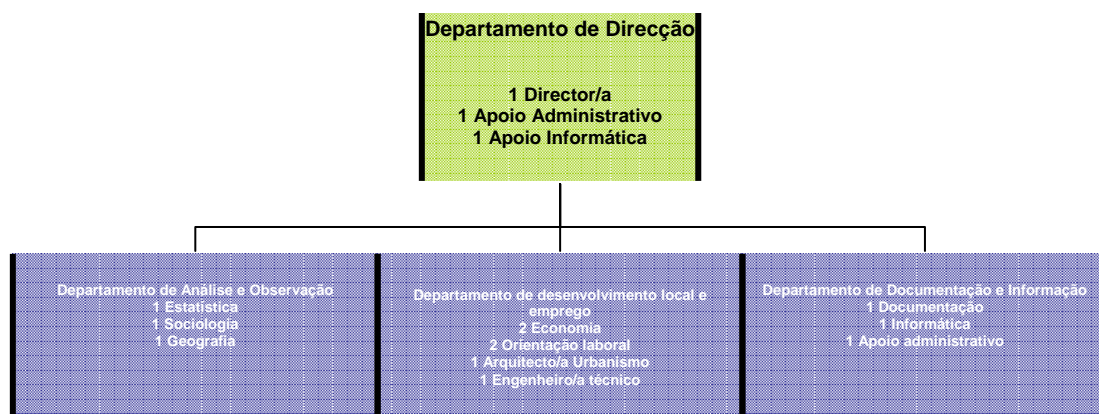 Departamento de Direcção
1 Director/a
1 Apoio Administrativo
1 Apoio Informática
Departamento de Análise e Observação
1 Estatística
1 Sociologia
1 Geografia
Departamento de desenvolvimento local e
emprego
2 Economia
2 Orientação laboral
1 Arquitecto/a Urbanismo
1 Engenheiro/a técnico
Departamento de Documentação e Informação
1 Documentação
1 Informática
1 Apoio administrativo